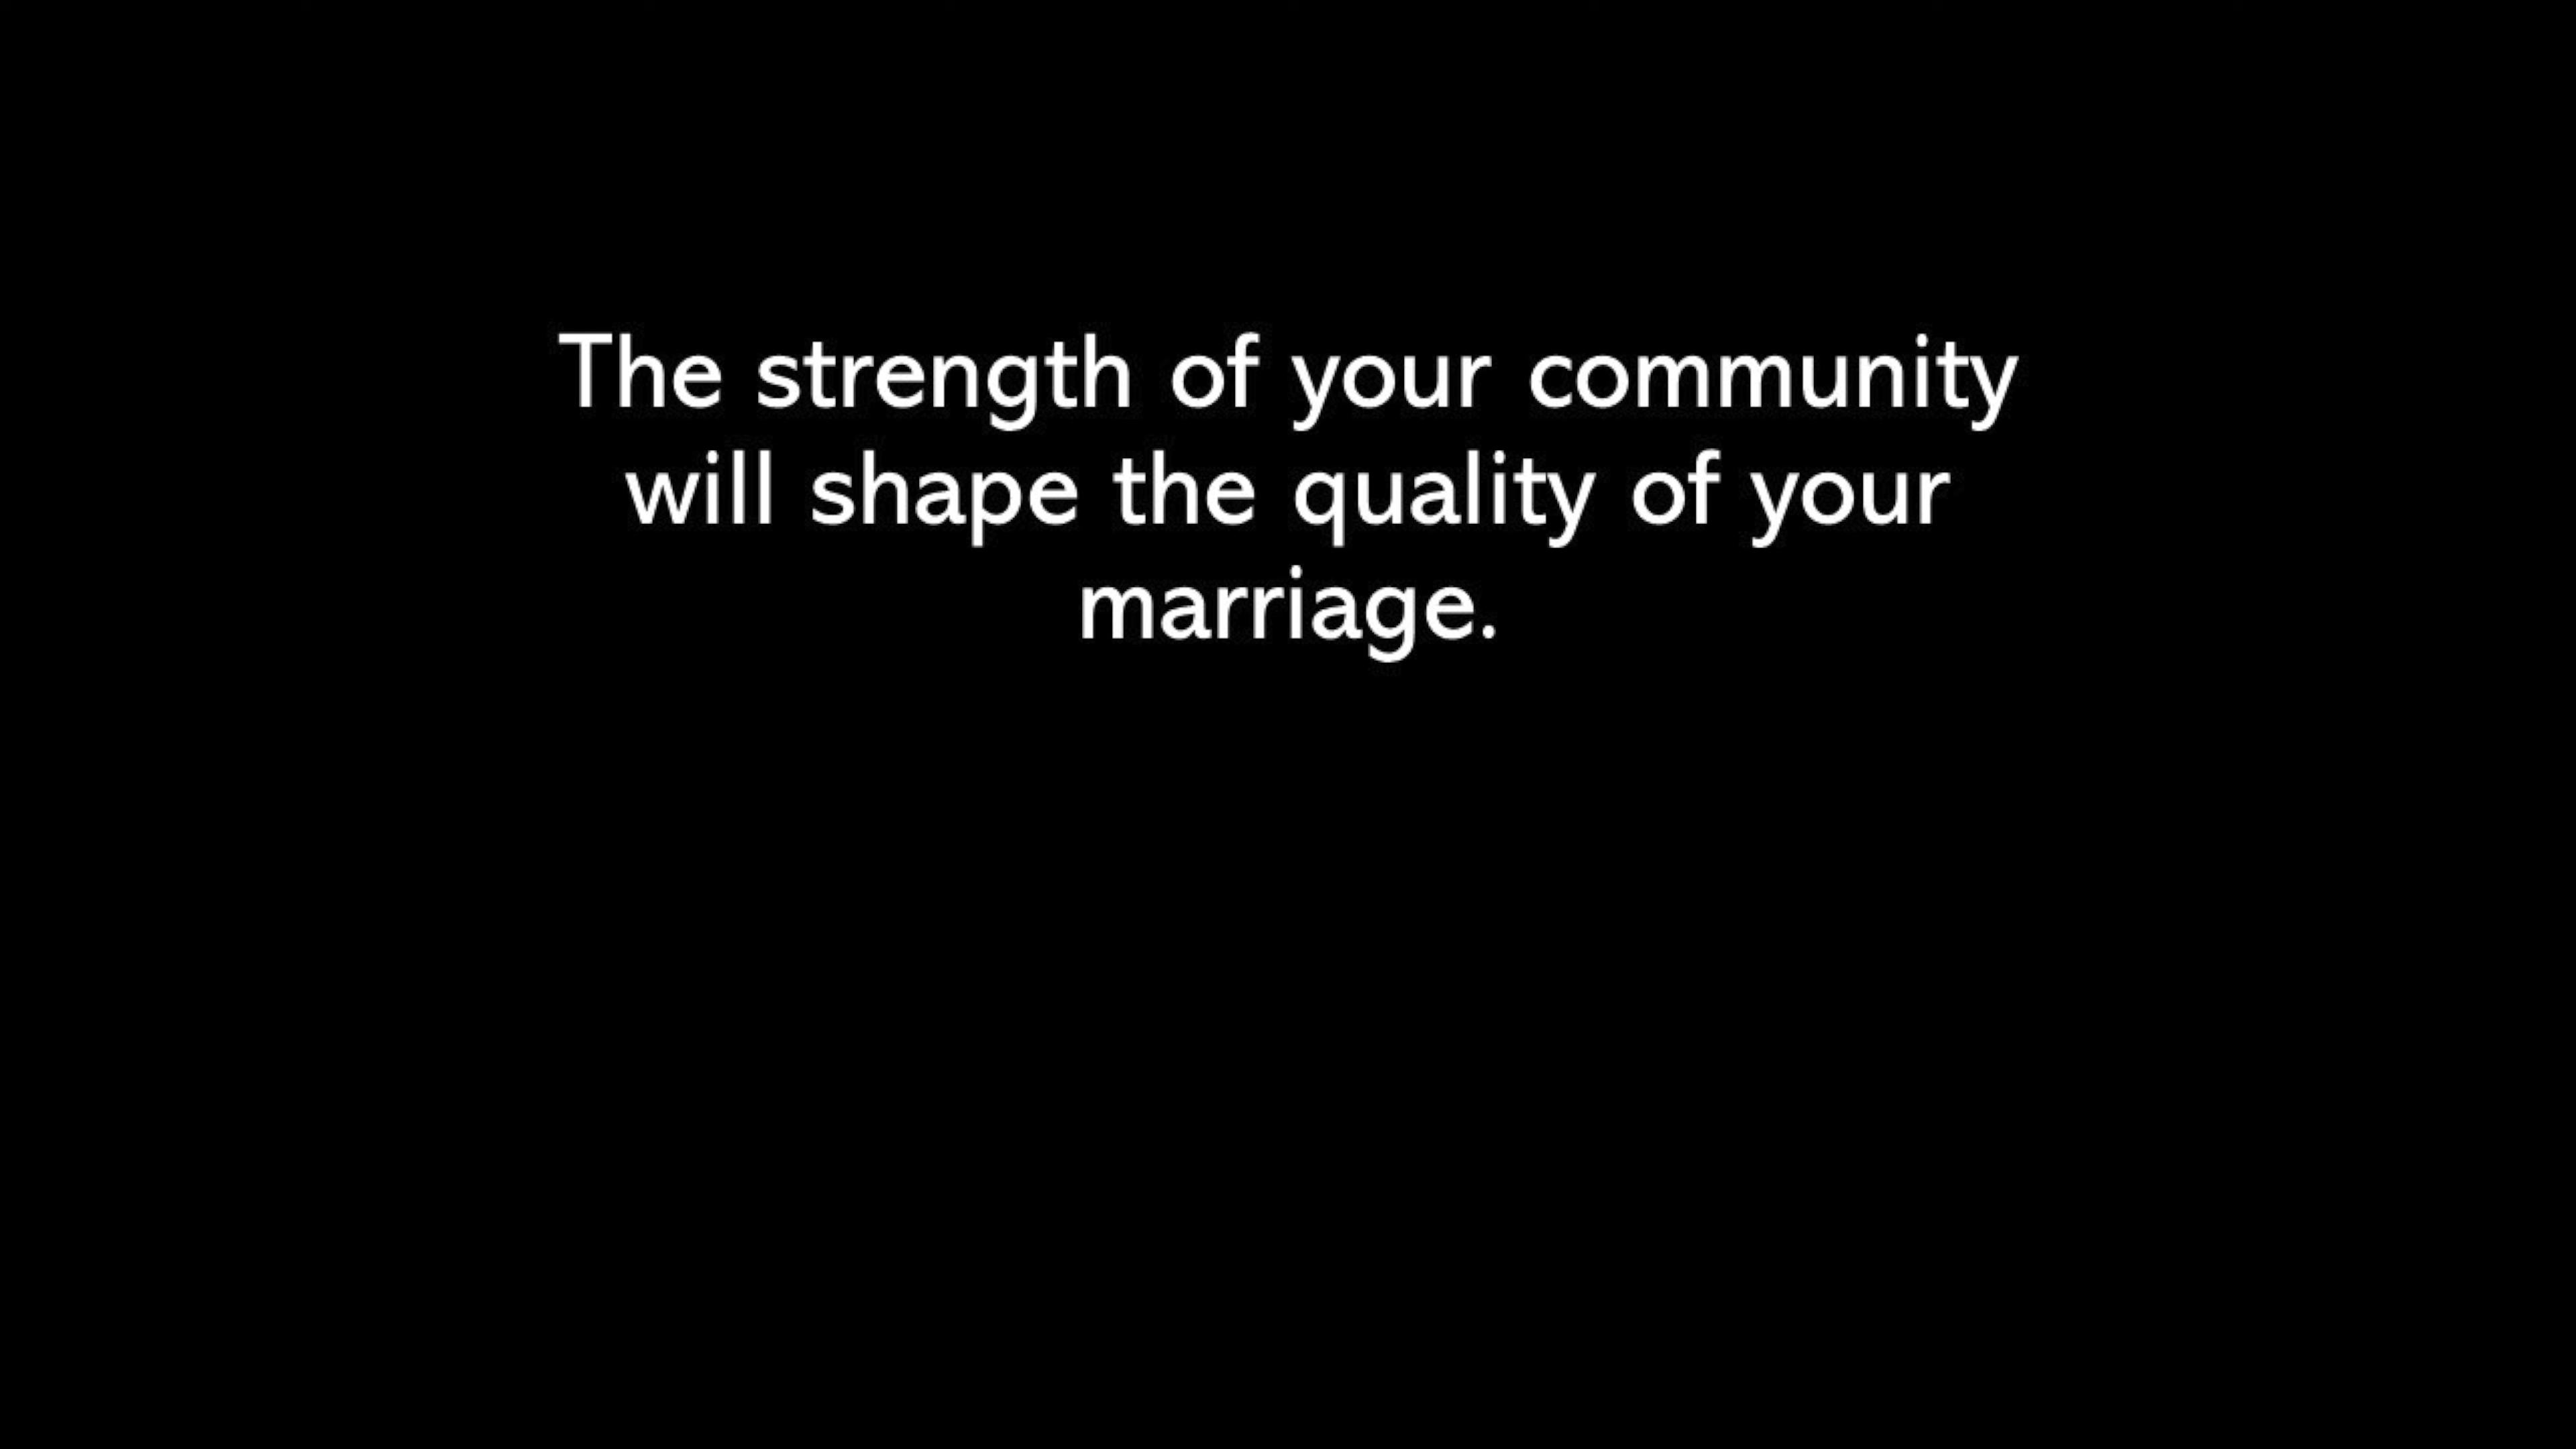 The strength of your community
will shape the quality of your
marriage.